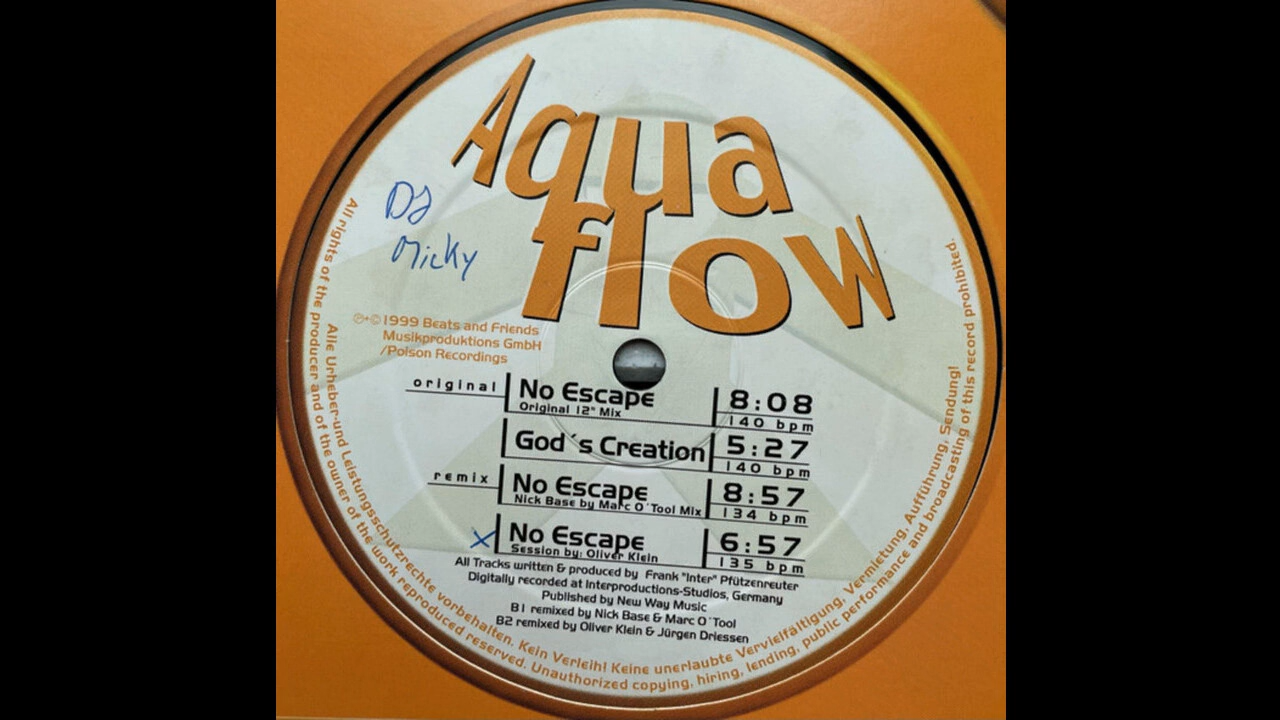 Aqua
flow
DJ
Micky
℗+©1999 Beats and Friends
Musikproduktions GmbH
/Poison Recordings
original
No Escape
Original 12" Mix
8:08
140 bpm
God´s Creation
5:27
140 bpm
remix
No Escape
Nick Base by Marc O´Tool Mix
8:57
134 bpm
x
No Escape
Session by: Oliver Klein
6:57
135 bpm
All Tracks written & produced by Frank "Inter" Pfützenreuter
Digitally recorded at Interproductions-Studios, Germany
Published by New Way Music
B1 remixed by Nick Base & Marc O´Tool
B2 remixed by Oliver Klein & Jürgen Driessen
Alle Urheber-und Leistungsschutzrechte vorbehalten. Kein Verleih! Keine unerlaubte Vervielfältigung, Vermietung, Aufführung, Sendung!
All rights of the producer and of the owner of the work reproduced reserved. Unauthorized copying, hiring, lending, public performance and broadcasting of this record prohibited.